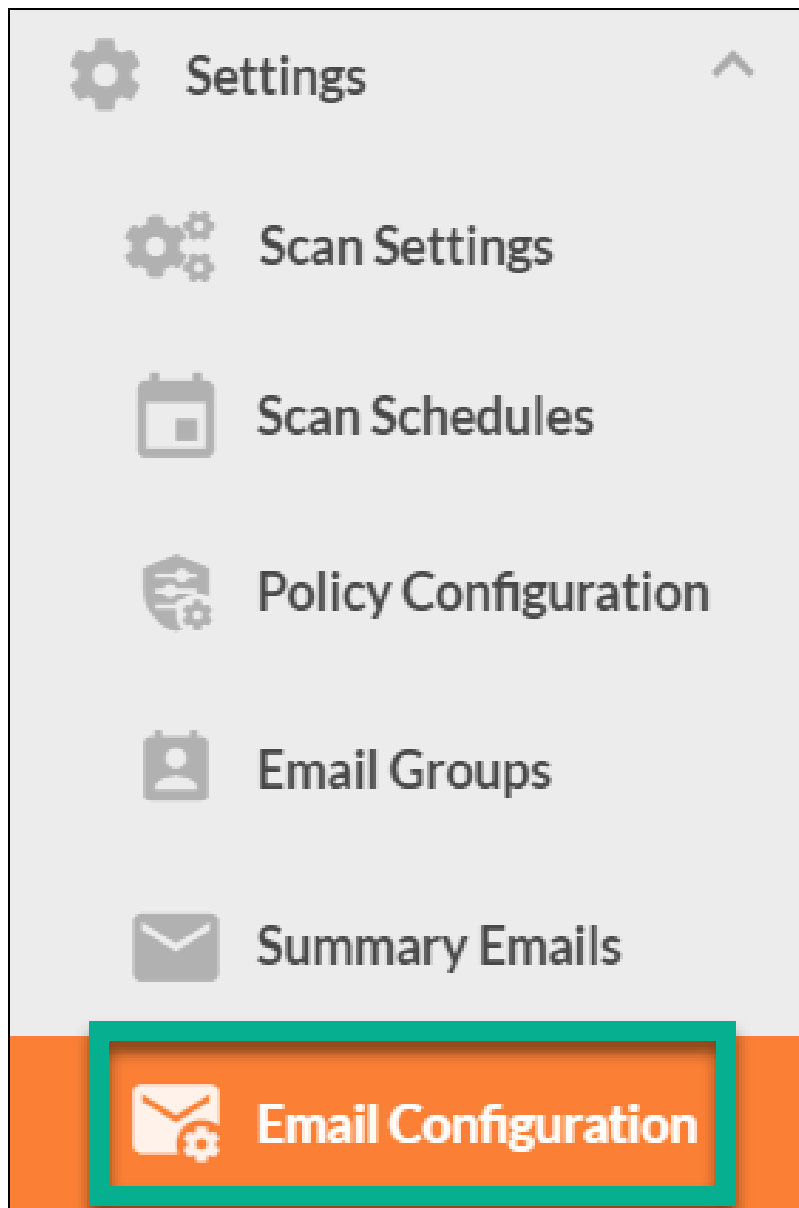 Settings
Scan Settings
Scan Schedules
Policy Configuration
Email Groups
Summary Emails
Email Configuration